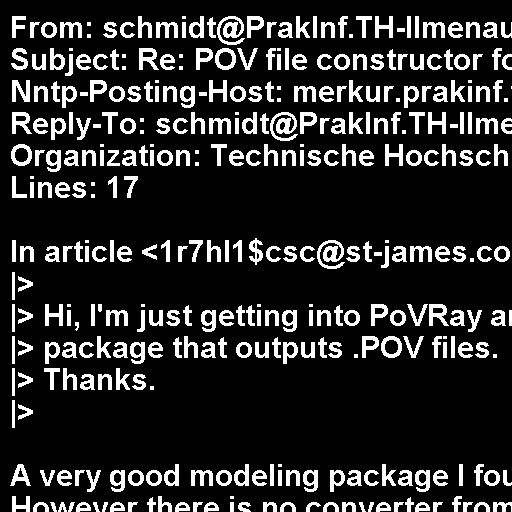 From: schmidt@PrakInf.TH-Ilmenau
Subject: Re: POV file constructor fo
Nntp-Posting-Host: merkur.prakinf.
Reply-To: schmidt@PrakInf.TH-Ilme
Organization: Technische Hochsch
Lines: 17
In article <1r7hl1$csc@st-james.co
|>
|> Hi, I'm just getting into PoVRay an
|> package that outputs .POV files.
|> Thanks.
|>
A very good modeling package I fou
However there is no converter from